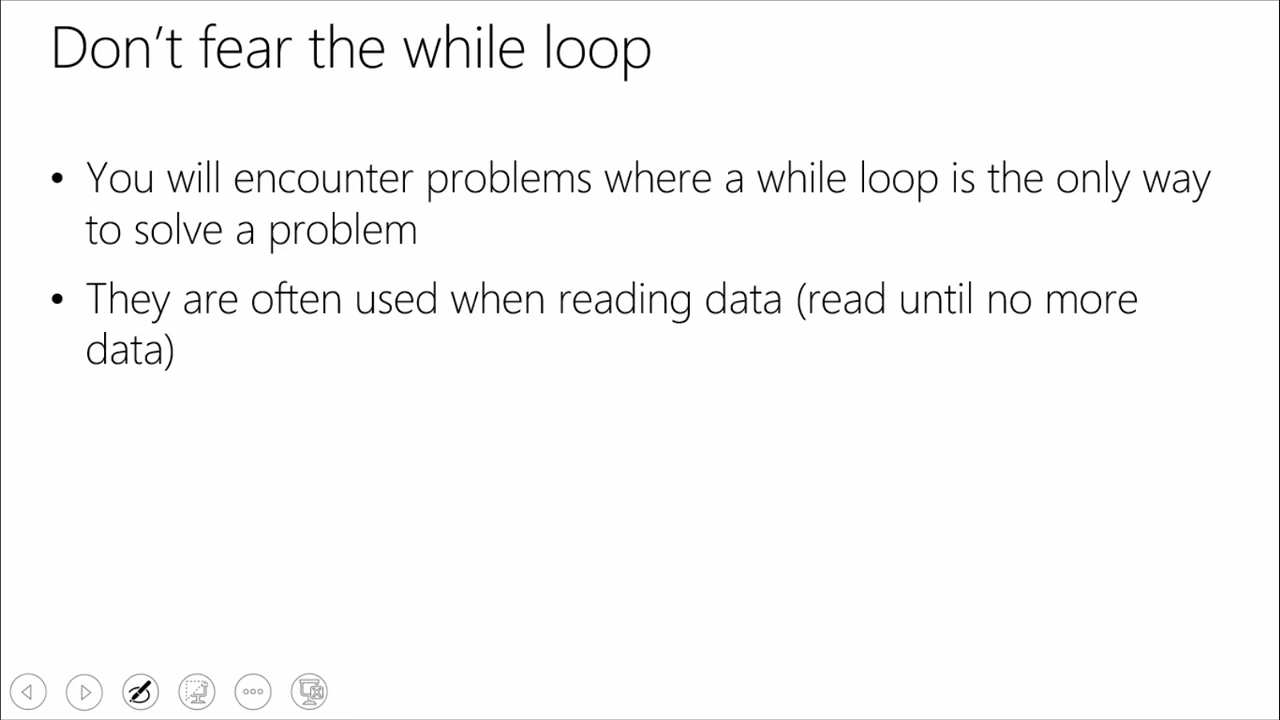 Don't fear the while loop
• You will encounter problems where a while loop is the only way
to solve a problem
• They are often used when reading data (read until no more
data)